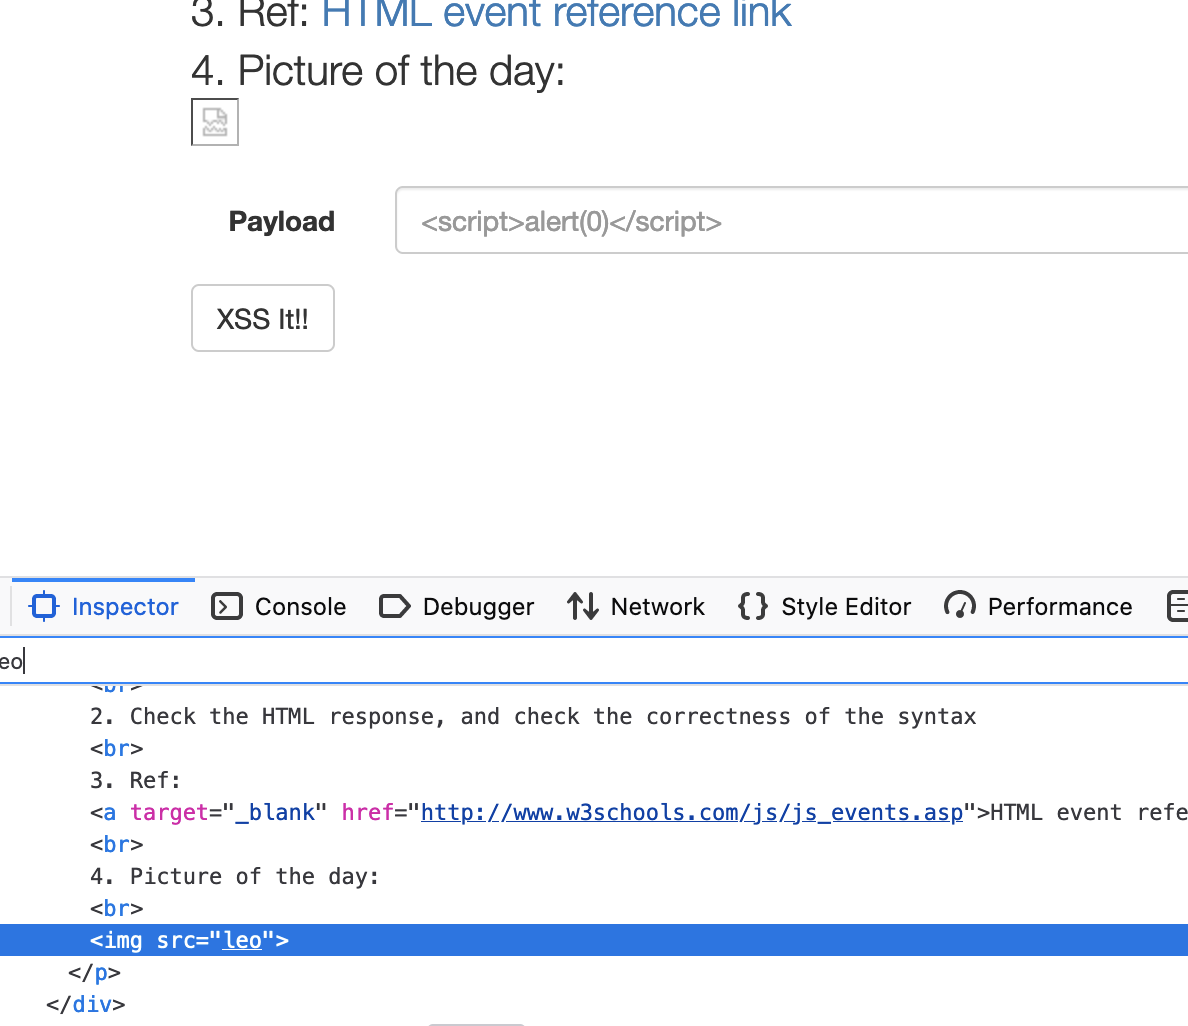 3. Ref: HTML event reference link
4. Picture of the day:
Payload
<script>alert(0)</script>
XSS It!!
Inspector Console Debugger Network Style Editor Performance
eo
<br>
2. Check the HTML response, and check the correctness of the syntax
<br>
3. Ref:
<a target="_blank" href="http://www.w3schools.com/js/js_events.asp">HTML event refe
<br>
4. Picture of the day:
<br>
<img src="leo">
</p>
</div>